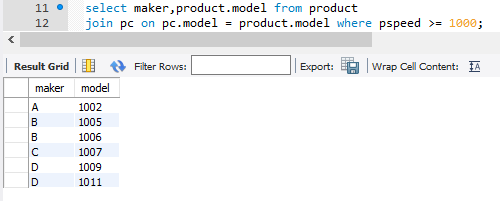 11 select maker,product.model from product
12 join pc on pc.model = product.model where pspeed >= 1000;
Result Grid Filter Rows: Export: Wrap Cell Content: IA
maker model
A 1002
B 1005
B 1006
C 1007
D 1009
D 1011